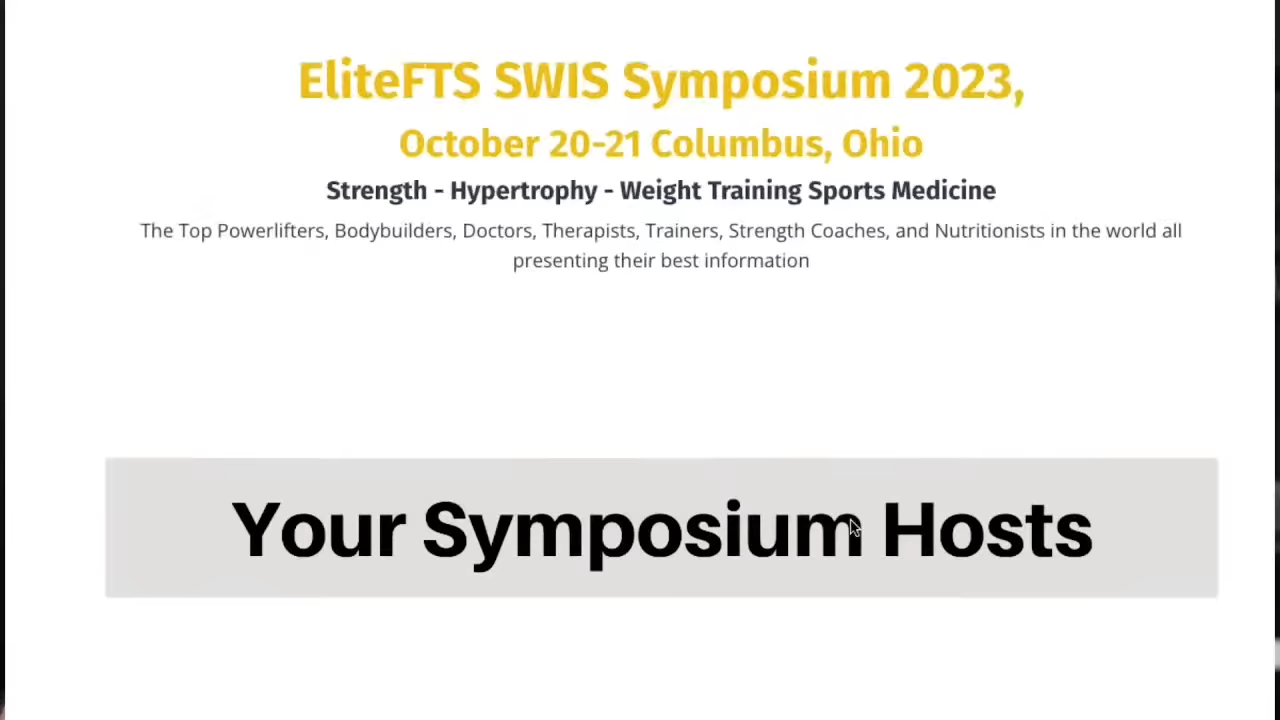 EliteFTS SWIS Symposium 2023,
October 20-21 Columbus, Ohio
Strength - Hypertrophy - Weight Training Sports Medicine
The Top Powerlifters, Bodybuilders, Doctors, Therapists, Trainers, Strength Coaches, and Nutritionists in the world all
presenting their best information
Your Symposium Hosts